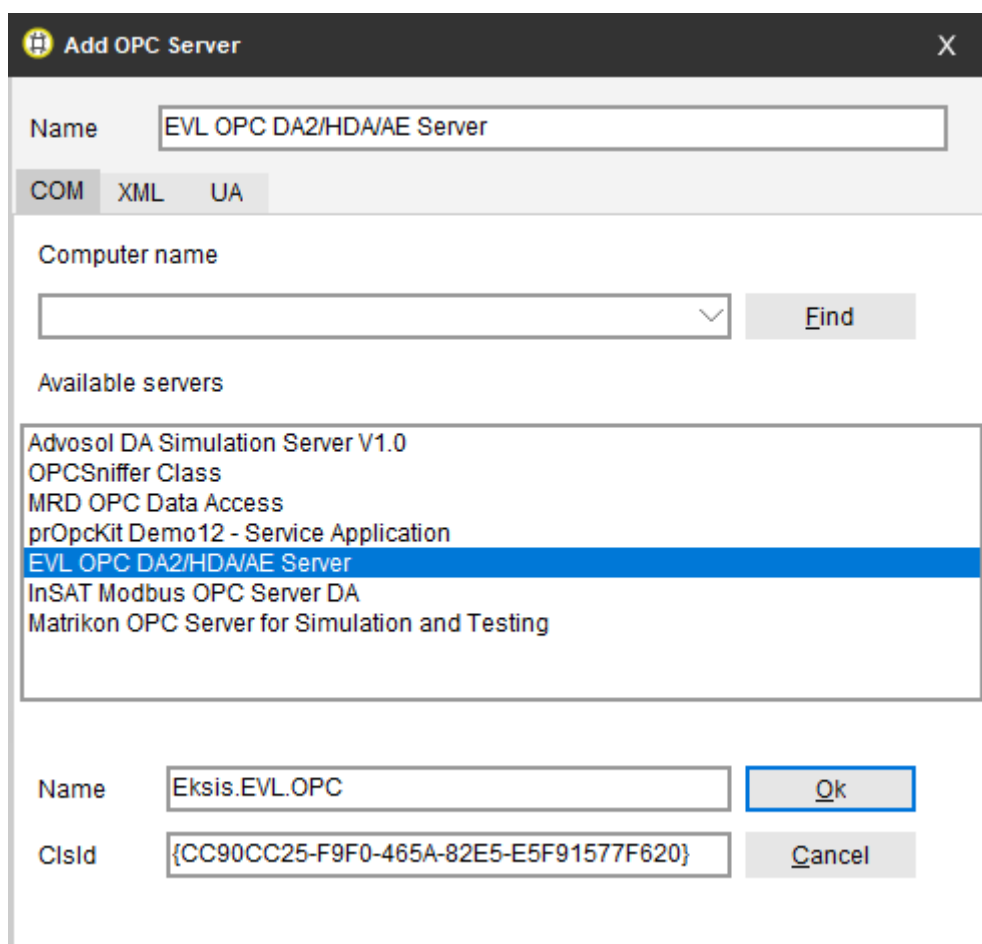 Add OPC Server X
Name EVL OPC DA2/HDA/AE Server
COM XML UA
Computer name
Find
Available servers
Advosol DA Simulation Server V1.0
OPCSniffer Class
MRD OPC Data Access
prOpcKit Demo12 - Service Application
EVL OPC DA2/HDA/AE Server
InSAT Modbus OPC Server DA
Matrikon OPC Server for Simulation and Testing
Name Eksis.EVL.OPC Ok
ClsId {CC90CC25-F9F0-465A-82E5-E5F91577F620} Cancel